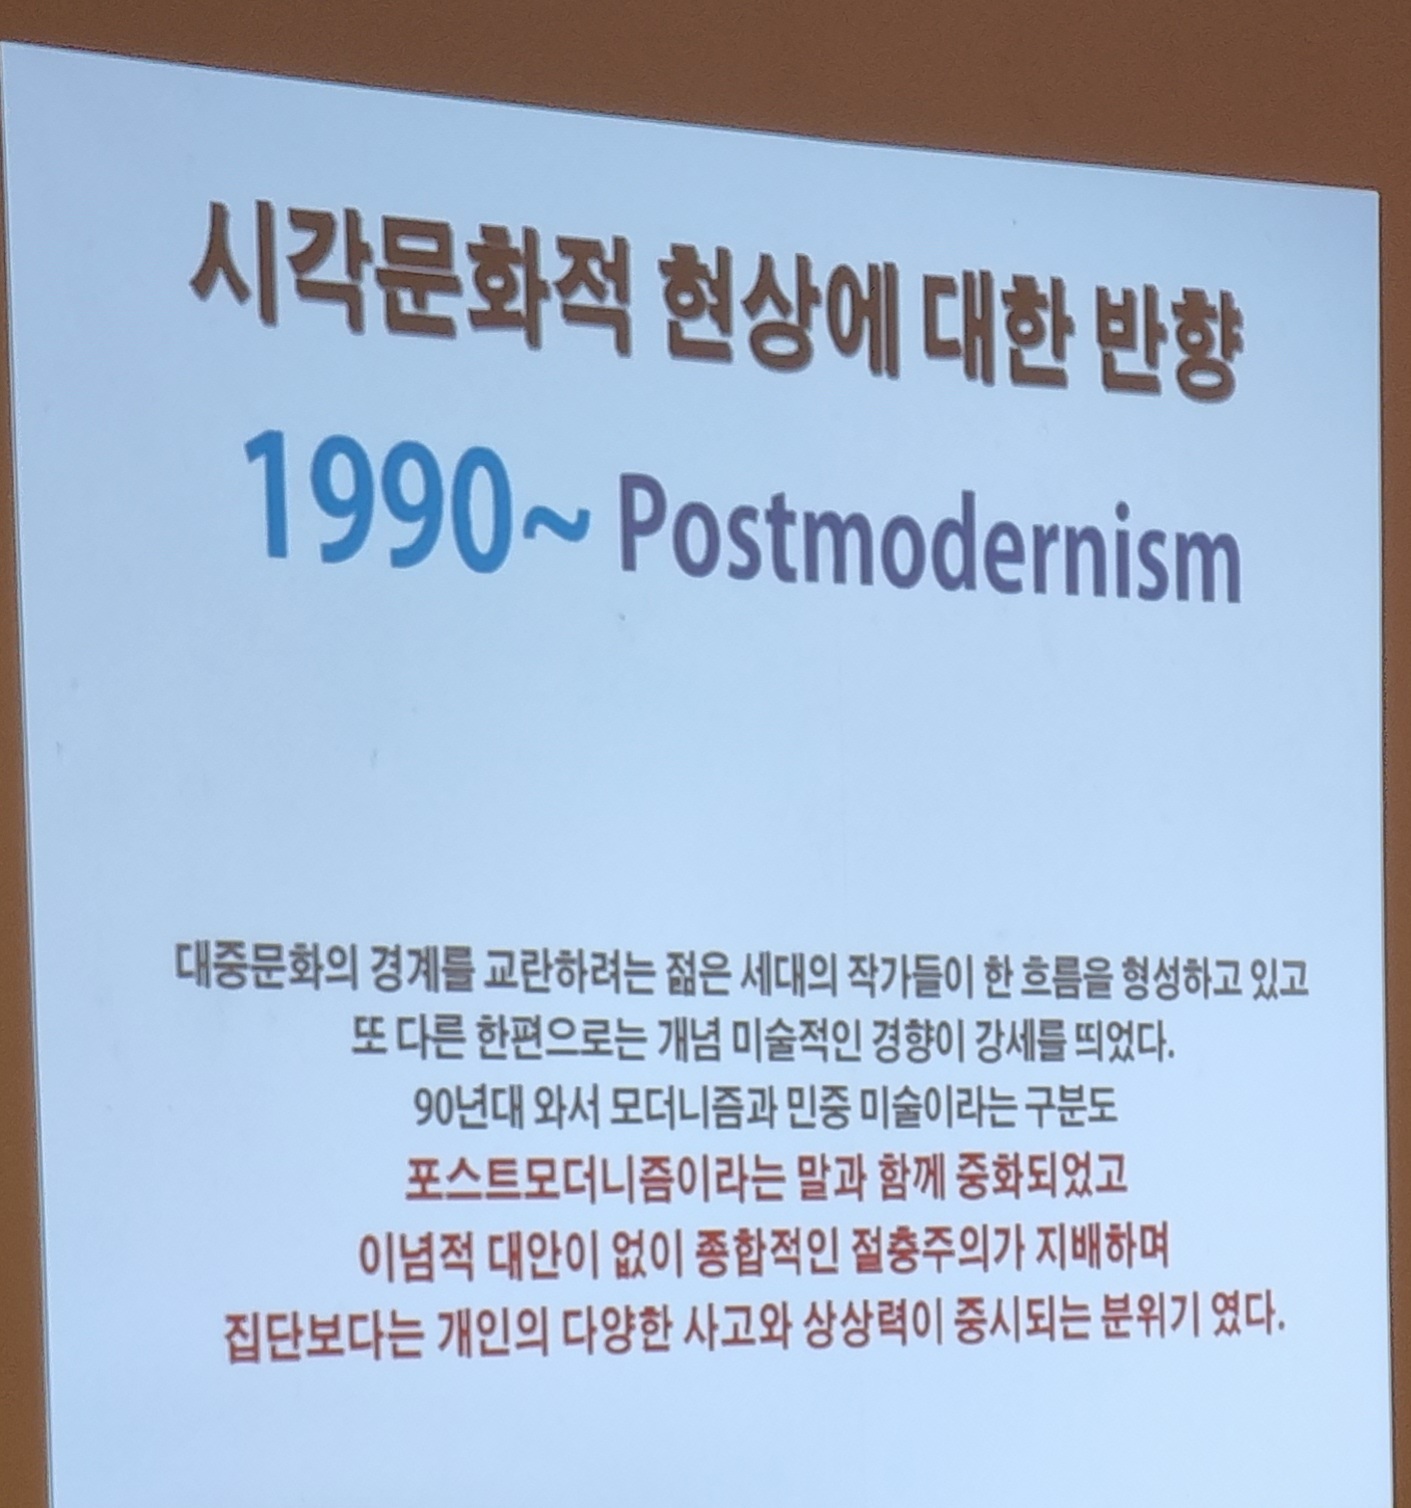 시각문화적 현상에 대한 반향
1990~ Postmodernism
대중문화의 경계를 교란하려는 젊은 세대의 작가들이 한 흐름을 형성하고 있고
또 다른 한편으로는 개념 미술적인 경향이 강세를 띄었다.
90년대 와서 모더니즘과 민중 미술이라는 구분도
포스트모더니즘이라는 말과 함께 중화되었고
이념적 대안이 없이 종합적인 절충주의가 지배하며
집단보다는 개인의 다양한 사고와 상상력이 중시되는 분위기 였다.